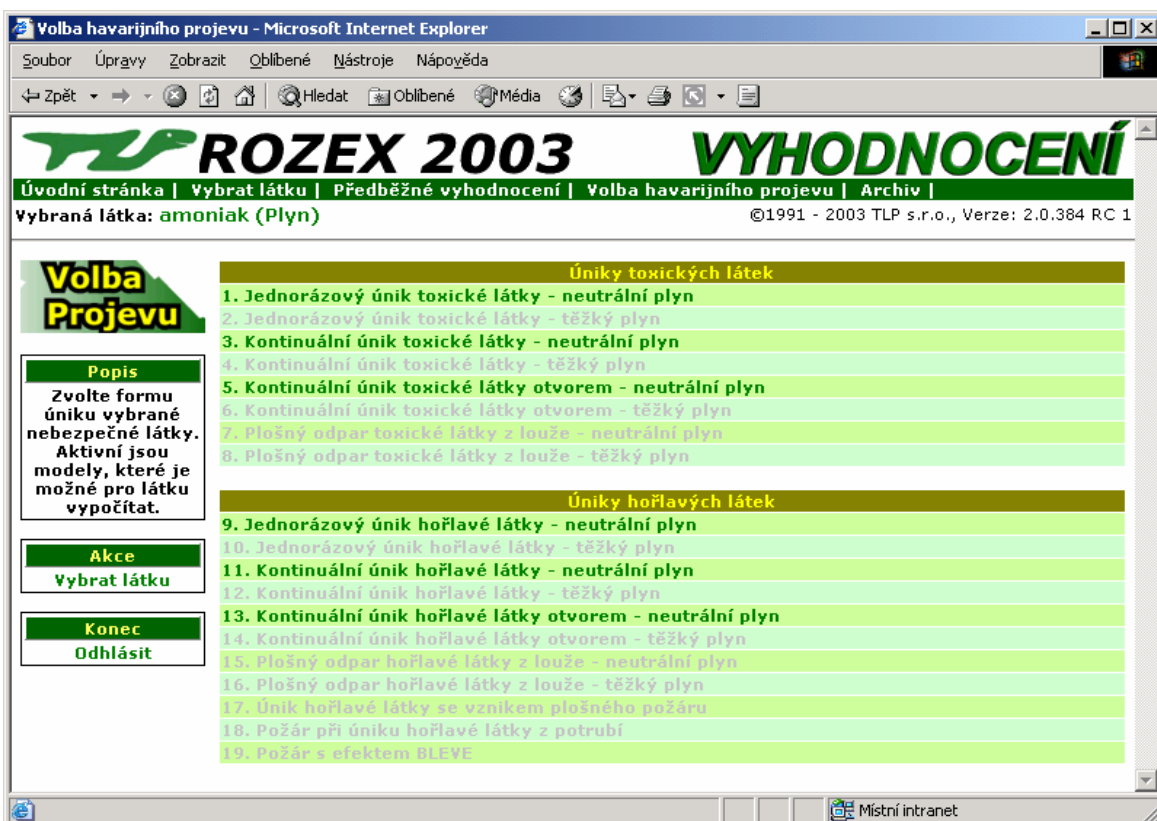 Volba havarijního projevu - Microsoft Internet Explorer
Soubor Úpravy Zobrazit Oblíbené Nástroje Nápověda
Zpět Hledat Oblíbené Média
ROZEX 2003 VYHODNOCENÍ
Úvodní stránka | Vybrat látku | Předběžné vyhodnocení | Volba havarijního projevu | Archiv |
Vybraná látka: amoniak (Plyn) ©1991 - 2003 TLP s.r.o., Verze: 2.0.384 RC 1
Volba
Projevu
Popis
Zvolte formu
úniku vybrané
nebezpečné látky.
Aktivní jsou
modely, které je
možné pro látku
vypočítat.
Akce
Vybrat látku
Konec
Odhlásit
Úniky toxických látek
1. Jednorázový únik toxické látky - neutrální plyn
2. Jednorázový únik toxické látky - těžký plyn
3. Kontinuální únik toxické látky - neutrální plyn
4. Kontinuální únik toxické látky - těžký plyn
5. Kontinuální únik toxické látky otvorem - neutrální plyn
6. Kontinuální únik toxické látky otvorem - těžký plyn
7. Plošný odpar toxické látky z louže - neutrální plyn
8. Plošný odpar toxické látky z louže - těžký plyn
Úniky hořlavých látek
9. Jednorázový únik hořlavé látky - neutrální plyn
10. Jednorázový únik hořlavé látky - těžký plyn
11. Kontinuální únik hořlavé látky - neutrální plyn
12. Kontinuální únik hořlavé látky - těžký plyn
13. Kontinuální únik hořlavé látky otvorem - neutrální plyn
14. Kontinuální únik hořlavé látky otvorem - těžký plyn
15. Plošný odpar hořlavé látky z louže - neutrální plyn
16. Plošný odpar hořlavé látky z louže - těžký plyn
17. Únik hořlavé látky se vznikem plošného požáru
18. Požár při úniku hořlavé látky z potrubí
19. Požár s efektem BLEVE
Místní intranet